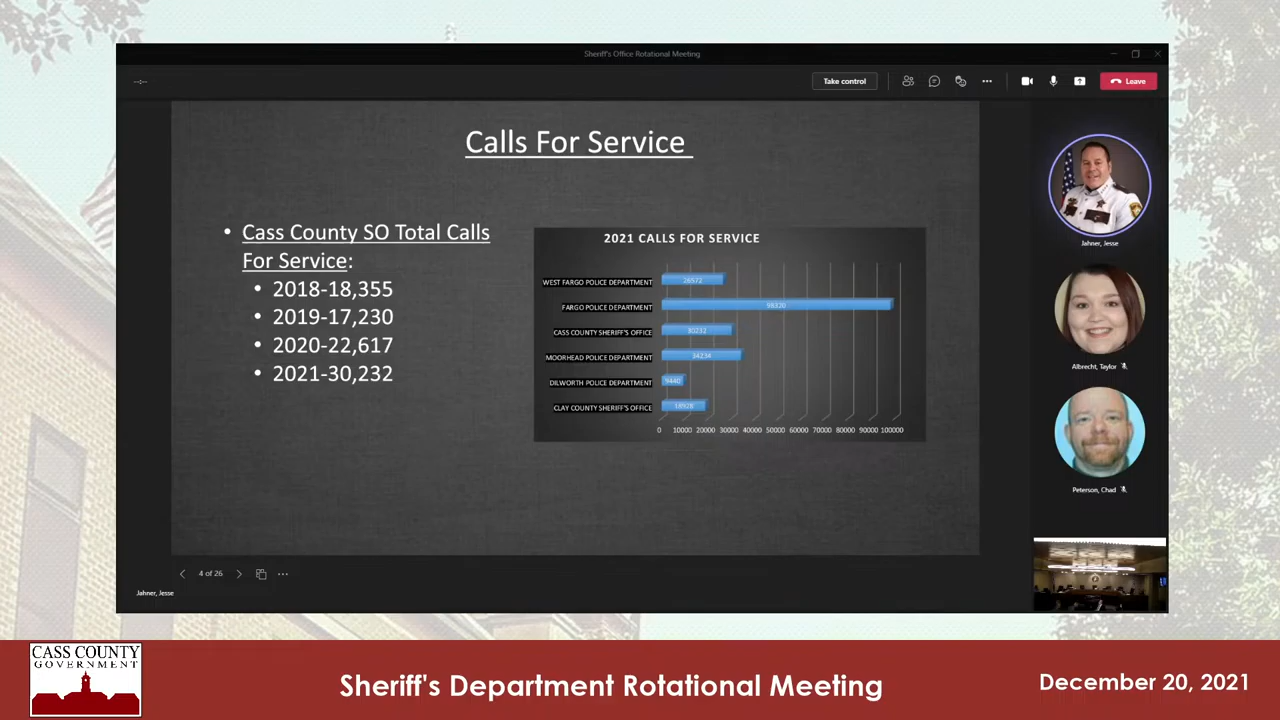 Sheriff's Office Rotational Meeting
Take control
Leave
Calls For Service
• Cass County SO Total Calls
For Service:
• 2018-18,355
• 2019-17,230
• 2020-22,617
• 2021-30,232
2021 CALLS FOR SERVICE
WEST FARGO POLICE DEPARTMENT
FARGO POLICE DEPARTMENT
CASS COUNTY SHERIFF'S OFFICE
30232
MOORHEAD POLICE DEPARTMENT
34234
DILWORTH POLICE DEPARTMENT
9440
CLAY COUNTY SHERIFF'S OFFICE
0 10000 20000 30000 40000 50000 60000 70000 80000 90000 100000
Jahner, Jesse
Albrecht, Taylor
Peterson, Chad
4 of 26
Jahner, Jesse
CASS COUNTY
GOVERNMENT
Sheriff's Department Rotational Meeting
December 20, 2021